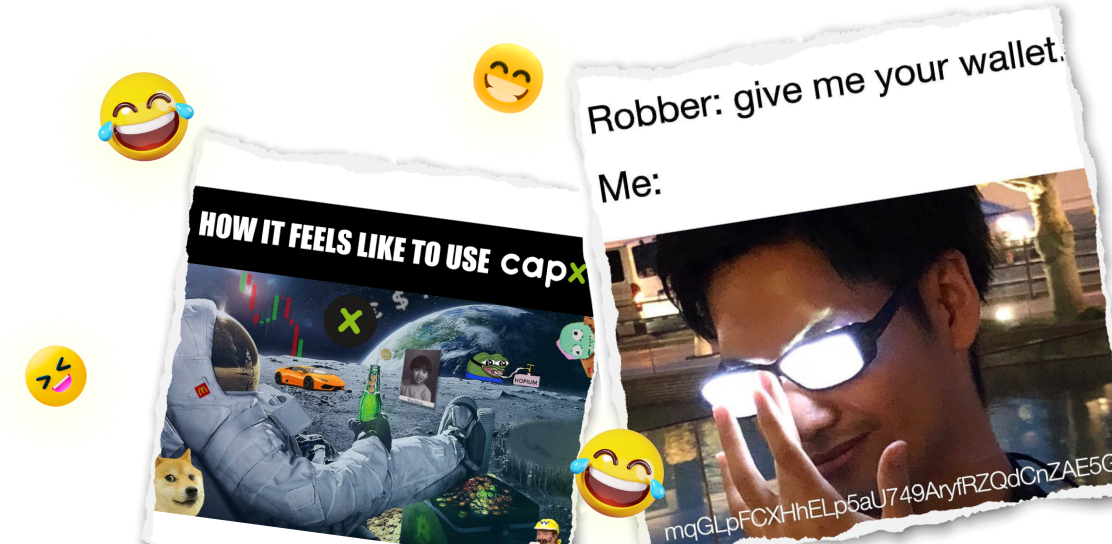 HOW IT FEELS LIKE TO USE capx
$
HOPIUM
Robber: give me your wallet.
Me:
mqGLpFCXHhELp5aU749AryfRZQdCnZAE5G